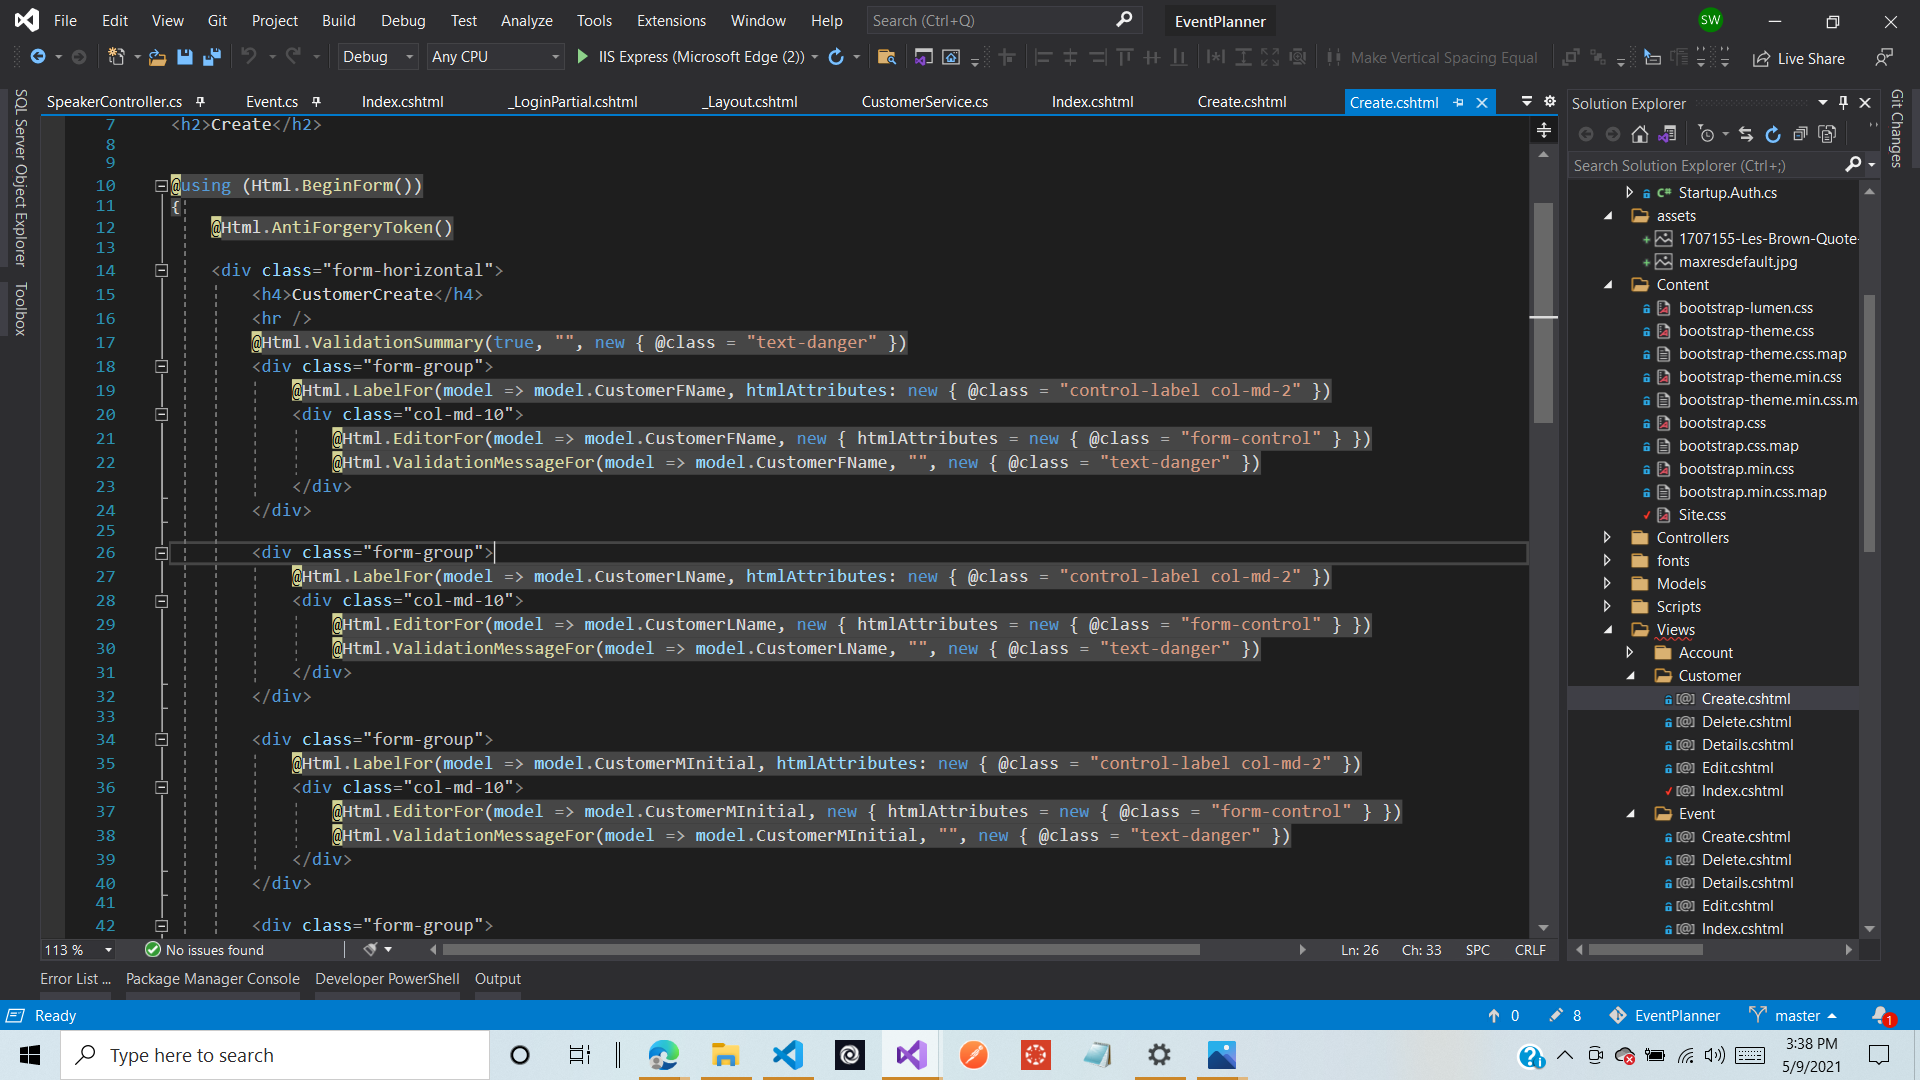 File Edit View Git Project Build Debug Test Analyze Tools Extensions Window Help Search (Ctrl+Q) EventPlanner SW
Debug Any CPU IIS Express (Microsoft Edge (2)) Make Vertical Spacing Equal Live Share
SQL Server Object Explorer
Toolbox
SpeakerController.cs Event.cs Index.cshtml _LoginPartial.cshtml _Layout.cshtml CustomerService.cs Index.cshtml Create.cshtml Create.cshtml
7 <h2>Create</h2>
8
9
10 @using (Html.BeginForm())
11 {
12 @Html.AntiForgeryToken()
13
14 <div class="form-horizontal">
15 <h4>CustomerCreate</h4>
16 <hr />
17 @Html.ValidationSummary(true, "", new { @class = "text-danger" })
18 <div class="form-group">
19 @Html.LabelFor(model => model.CustomerFName, htmlAttributes: new { @class = "control-label col-md-2" })
20 <div class="col-md-10">
21 @Html.EditorFor(model => model.CustomerFName, new { htmlAttributes = new { @class = "form-control" } })
22 @Html.ValidationMessageFor(model => model.CustomerFName, "", new { @class = "text-danger" })
23 </div>
24 </div>
25
26 <div class="form-group">
27 @Html.LabelFor(model => model.CustomerLName, htmlAttributes: new { @class = "control-label col-md-2" })
28 <div class="col-md-10">
29 @Html.EditorFor(model => model.CustomerLName, new { htmlAttributes = new { @class = "form-control" } })
30 @Html.ValidationMessageFor(model => model.CustomerLName, "", new { @class = "text-danger" })
31 </div>
32 </div>
33
34 <div class="form-group">
35 @Html.LabelFor(model => model.CustomerMInitial, htmlAttributes: new { @class = "control-label col-md-2" })
36 <div class="col-md-10">
37 @Html.EditorFor(model => model.CustomerMInitial, new { htmlAttributes = new { @class = "form-control" } })
38 @Html.ValidationMessageFor(model => model.CustomerMInitial, "", new { @class = "text-danger" })
39 </div>
40 </div>
41
42 <div class="form-group">
113 % No issues found Ln: 26 Ch: 33 SPC CRLF
Solution Explorer
Search Solution Explorer (Ctrl+;)
C# Startup.Auth.cs
assets
1707155-Les-Brown-Quote-
maxresdefault.jpg
Content
bootstrap-lumen.css
bootstrap-theme.css
bootstrap-theme.css.map
bootstrap-theme.min.css
bootstrap-theme.min.css.m
bootstrap.css
bootstrap.css.map
bootstrap.min.css
bootstrap.min.css.map
Site.css
Controllers
fonts
Models
Scripts
Views
Account
Customer
[@] Create.cshtml
[@] Delete.cshtml
[@] Details.cshtml
[@] Edit.cshtml
[@] Index.cshtml
Event
[@] Create.cshtml
[@] Delete.cshtml
[@] Details.cshtml
[@] Edit.cshtml
[@] Index.cshtml
Git Changes
Error List ... Package Manager Console Developer PowerShell Output
Ready 0 8 EventPlanner master 1
Type here to search 3:38 PM
5/9/2021